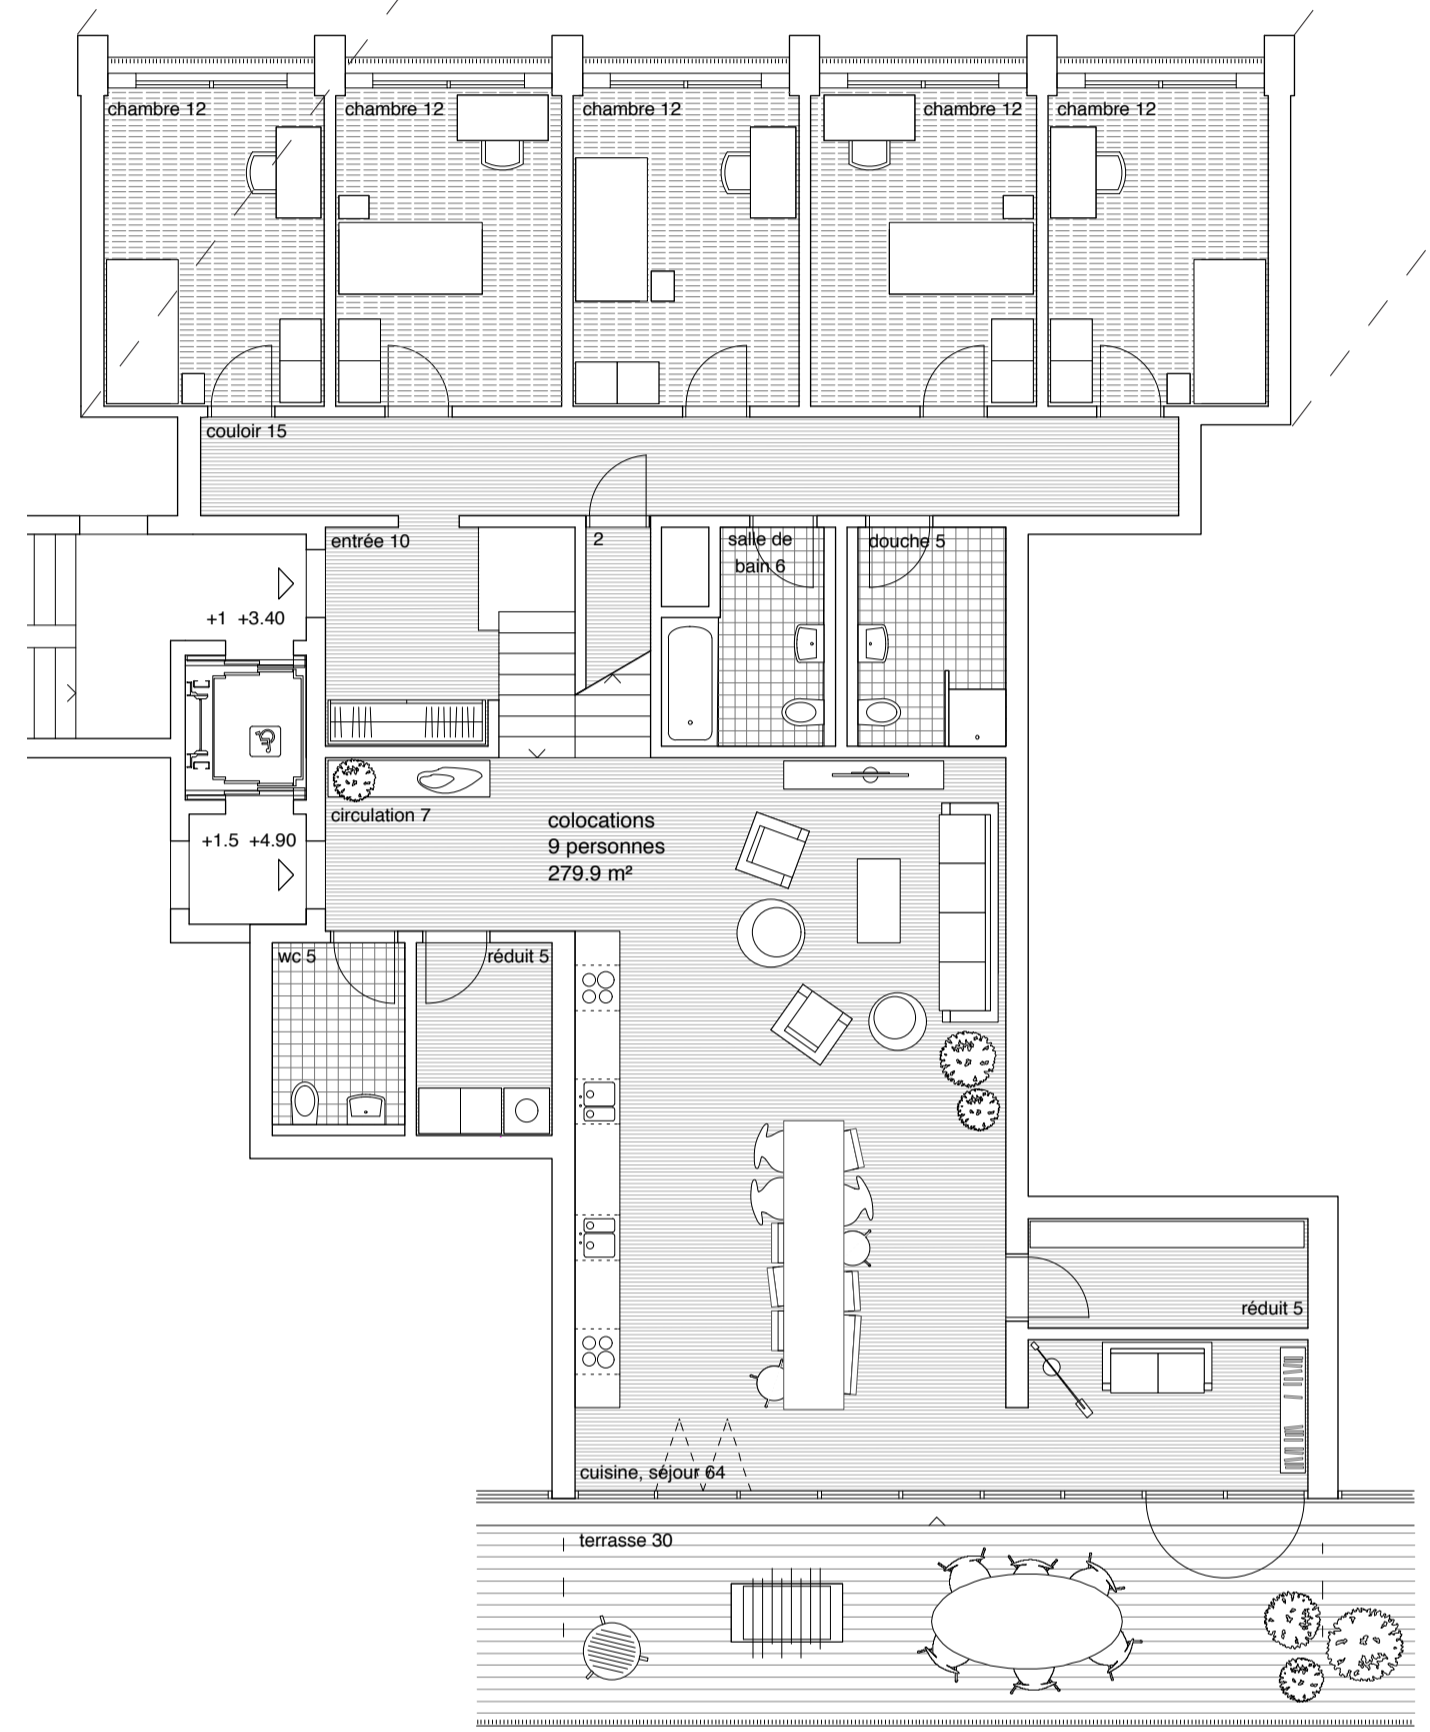 chambre 12
chambre 12
chambre 12
chambre 12
chambre 12
couloir 15
entrée 10
2
salle de
bain 6
douche 5
+1 +3.40
circulation 7
colocations
9 personnes
279.9 m²
+1.5 +4.90
wc 5
réduit 5
réduit 5
cuisine, séjour 64
terrasse 30